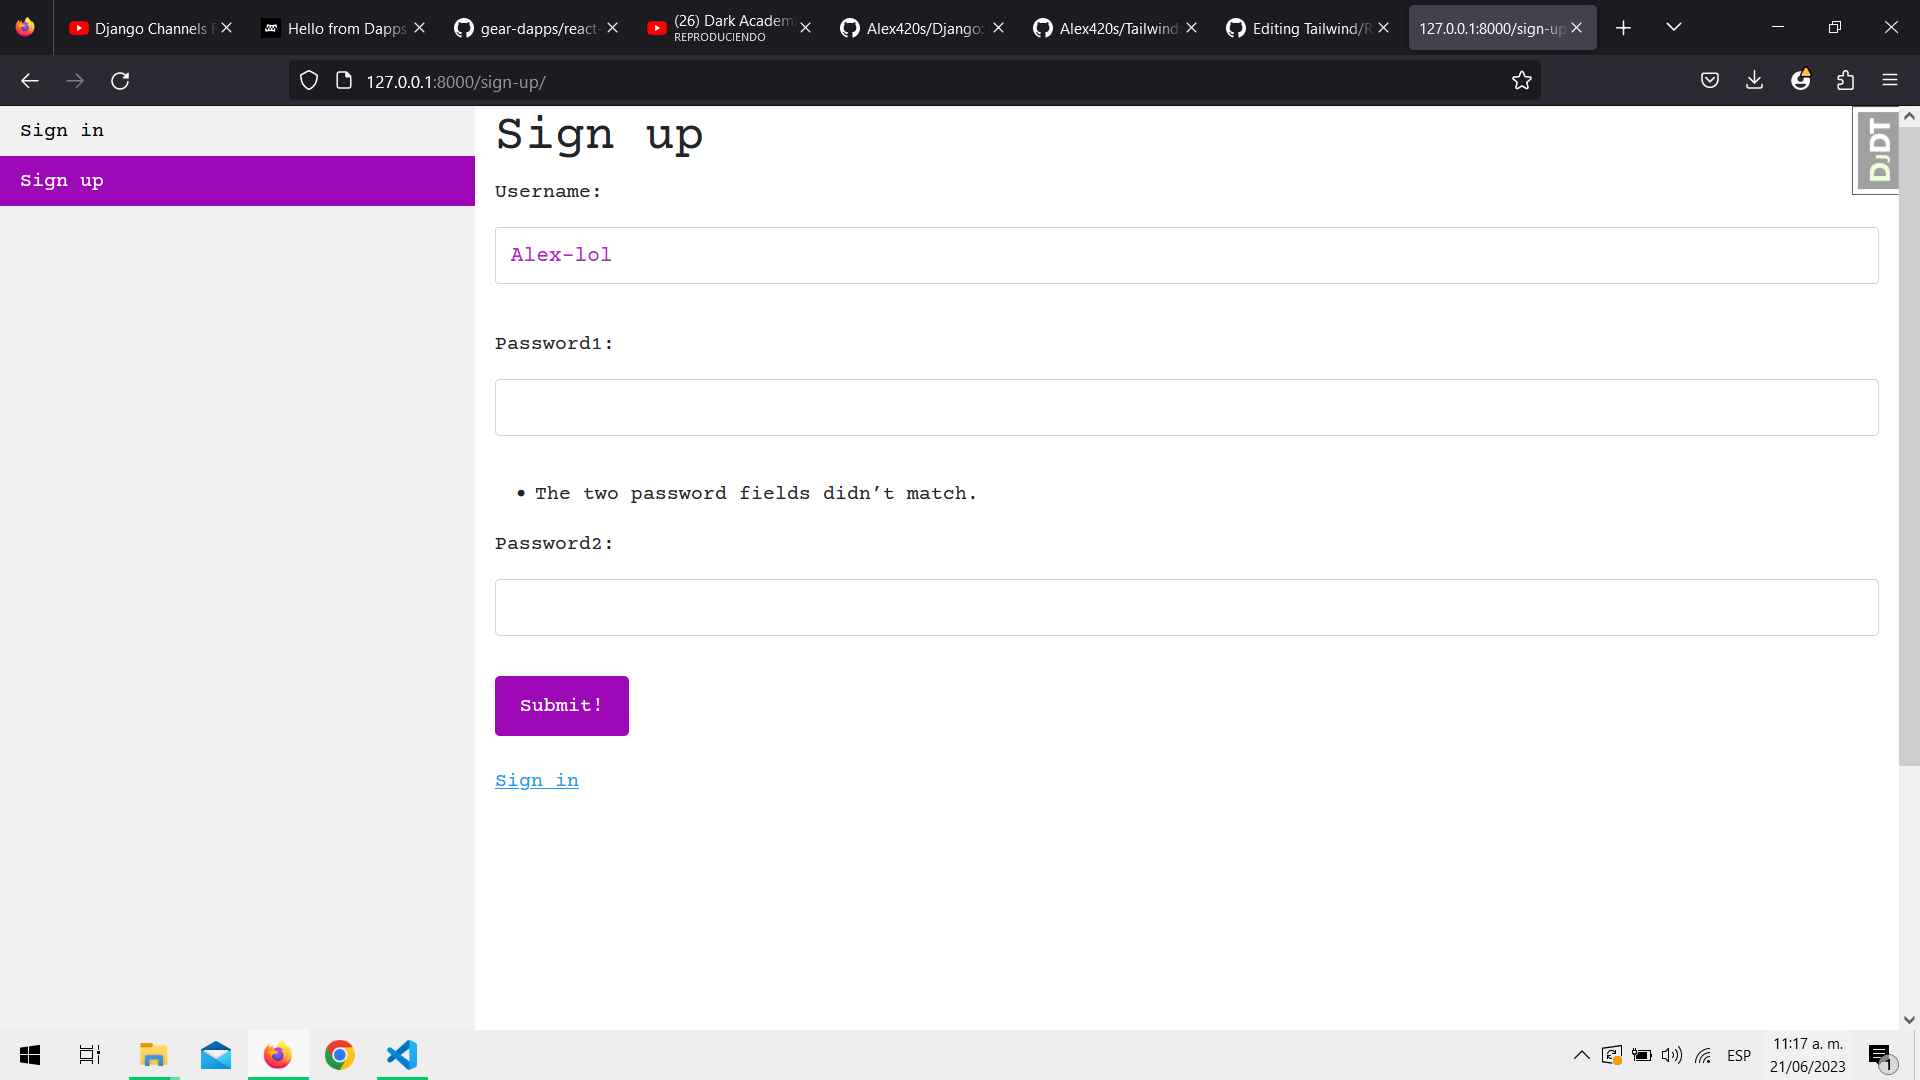 Django Channels
Hello from Dapps
gear-dapps/react-
(26) Dark Academi
REPRODUCIENDO
Alex420s/Django:
Alex420s/Tailwind:
Editing Tailwind/R
127.0.0.1:8000/sign-up
127.0.0.1:8000/sign-up/
Sign in
Sign up
Sign up
Username:
Alex-lol
Password1:
• The two password fields didn’t match.
Password2:
Submit!
Sign in
DjDT
ESP
11:17 a. m.
21/06/2023
1